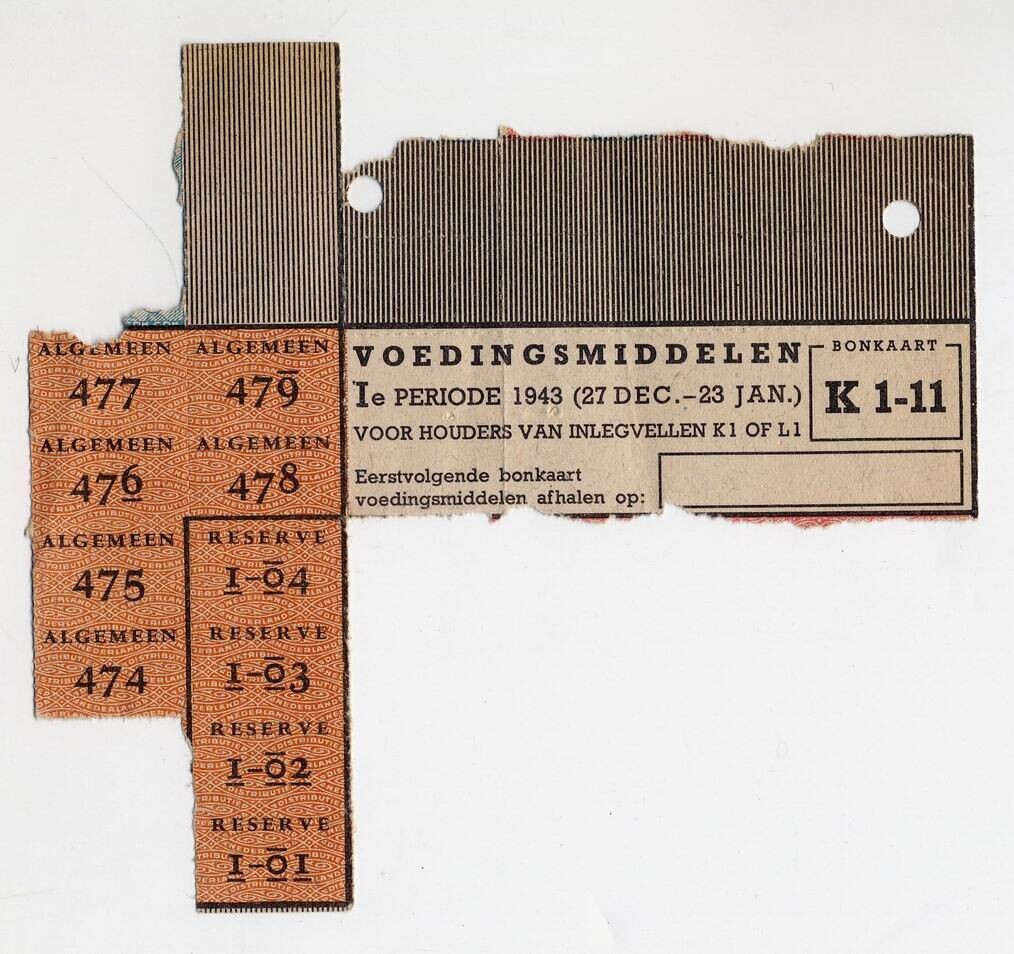 ALGEMEEN ALGEMEEN
477 479
ALGEMEEN ALGEMEEN
476 478
ALGEMEEN
475
ALGEMEEN
474
RESERVE
I-04
RESERVE
I-03
RESERVE
I-02
RESERVE
I-01
VOEDINGSMIDDELEN
1e PERIODE 1943 (27 DEC.-23 JAN.)
VOOR HOUDERS VAN INLEGVELLEN K1 OF L1
Eerstvolgende bonkaart
voedingsmiddelen afhalen op:
BONKAART
K 1-11